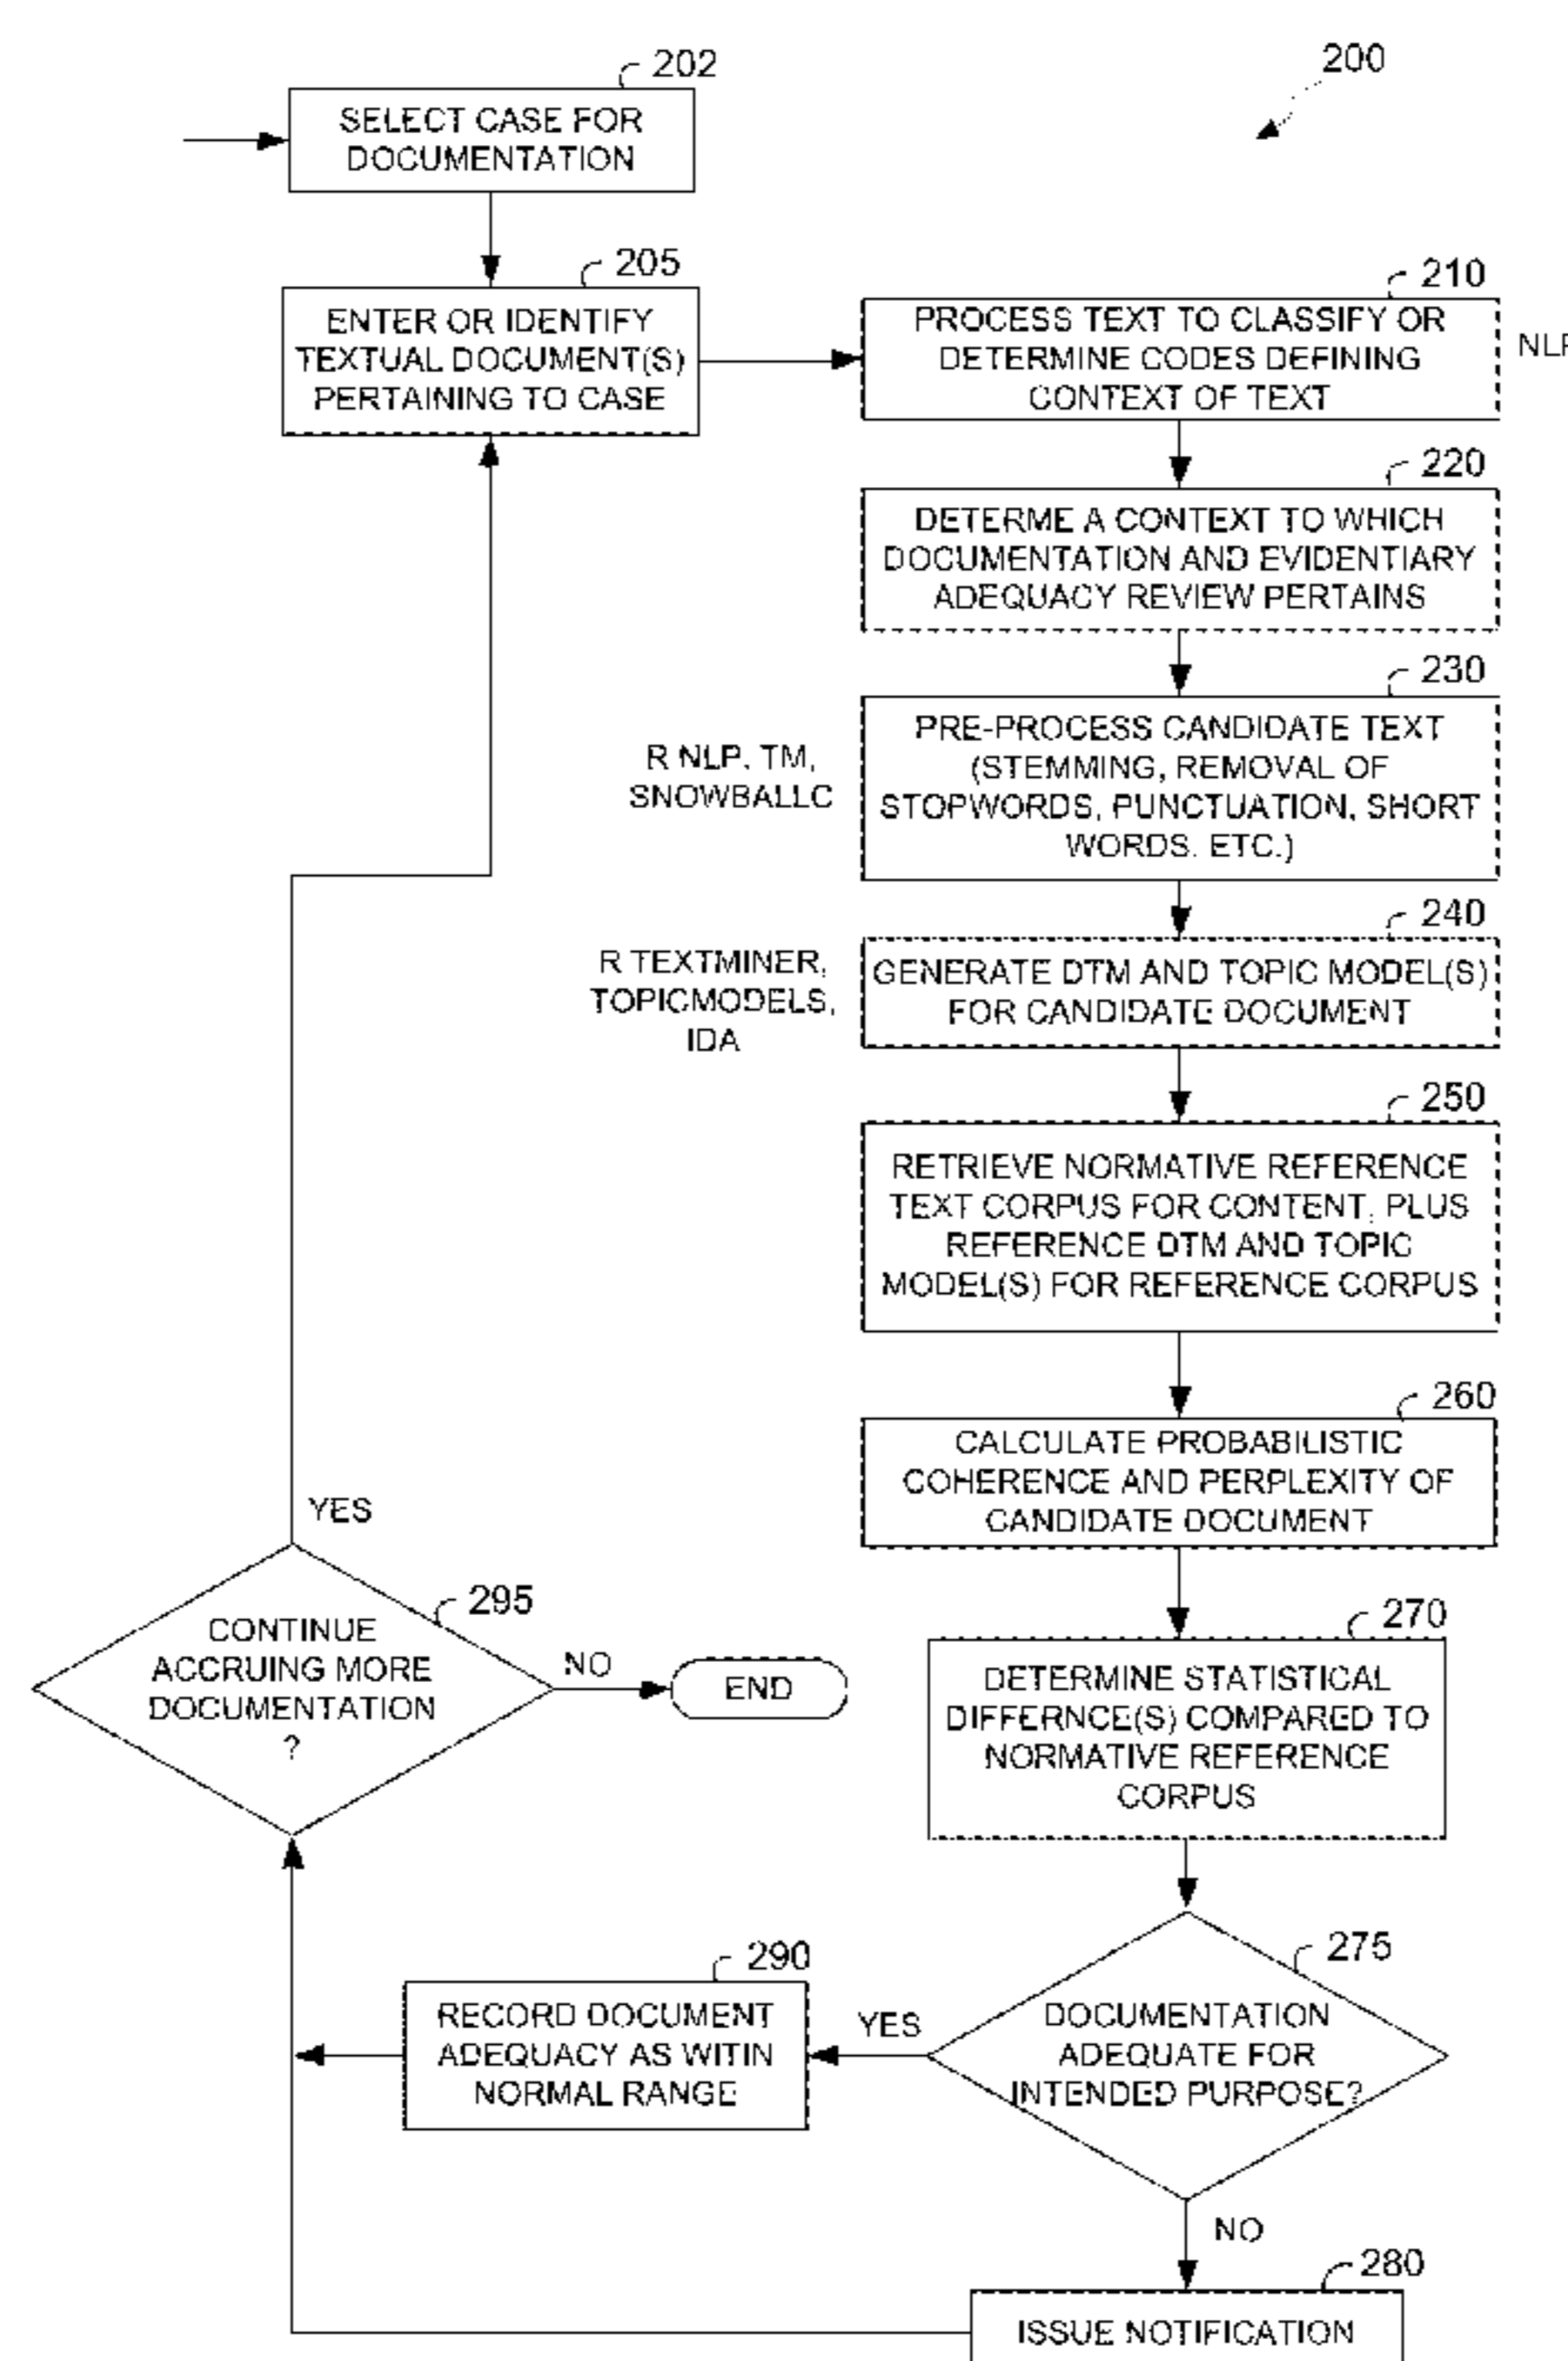 200
202
SELECT CASE FOR
DOCUMENTATION
205
ENTER OR IDENTIFY
TEXTUAL DOCUMENT(S)
PERTAINING TO CASE
210
PROCESS TEXT TO CLASSIFY OR
DETERMINE CODES DEFINING
CONTEXT OF TEXT
NLP
220
DETERME A CONTEXT TO WHICH
DOCUMENTATION AND EVIDENTIARY
ADEQUACY REVIEW PERTAINS
230
PRE-PROCESS CANDIDATE TEXT
(STEMMING, REMOVAL OF
STOPWORDS, PUNCTUATION, SHORT
WORDS. ETC.)
R NLP, TM,
SNOWBALLC
240
GENERATE DTM AND TOPIC MODEL(S)
FOR CANDIDATE DOCUMENT
R TEXTMINER,
TOPICMODELS,
IDA
250
RETRIEVE NORMATIVE REFERENCE
TEXT CORPUS FOR CONTENT, PLUS
REFERENCE DTM AND TOPIC
MODEL(S) FOR REFERENCE CORPUS
260
CALCULATE PROBABILISTIC
COHERENCE AND PERPLEXITY OF
CANDIDATE DOCUMENT
270
DETERMINE STATISTICAL
DIFFERNCE(S) COMPARED TO
NORMATIVE REFERENCE
CORPUS
275
DOCUMENTATION
ADEQUATE FOR
INTENDED PURPOSE?
YES
NO
280
ISSUE NOTIFICATION
290
RECORD DOCUMENT
ADEQUACY AS WITIN
NORMAL RANGE
295
CONTINUE
ACCRUING MORE
DOCUMENTATION
?
YES
NO
END